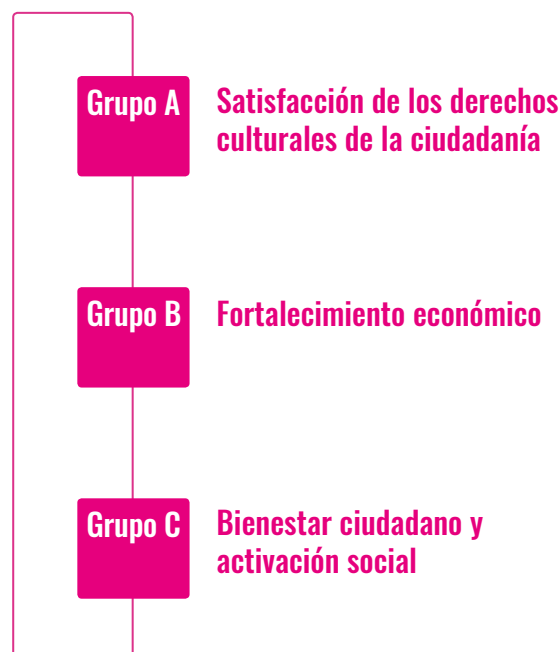 Grupo A
Satisfacción de los derechos
culturales de la ciudadanía
Grupo B
Fortalecimiento económico
Grupo C
Bienestar ciudadano y
activación social